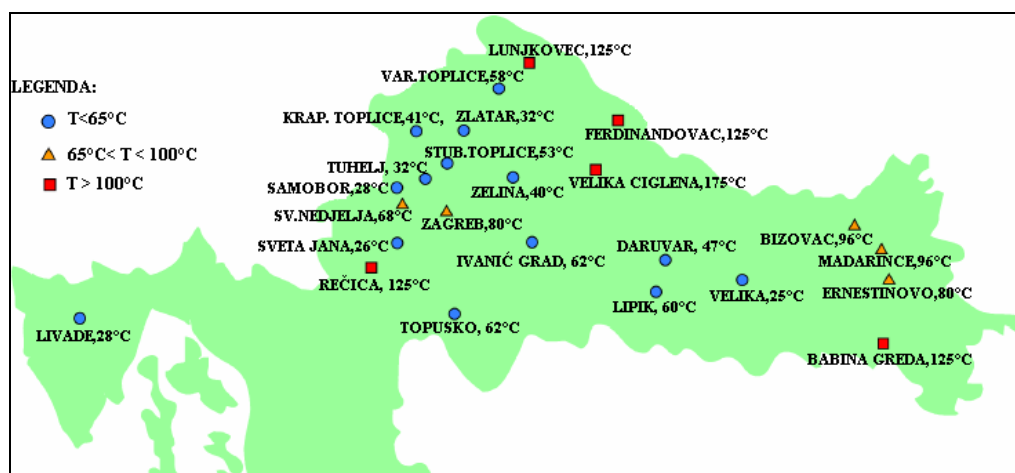 LUNJKOVEC,125°C
VAR.TOPLICE,58°C
LEGENDA:
T<65°C
65°C< T < 100°C
T > 100°C
KRAP. TOPLICE,41°C,
ZLATAR,32°C
FERDINANDOVAC,125°C
STUB.TOPLICE,53°C
TUHELJ, 32°C
VELIKA CIGLENA,175°C
SAMOBOR,28°C
ZELINA,40°C
SV.NEDJELJA,68°C
ZAGREB,80°C
SVETA JANA,26°C
IVANIĆ GRAD, 62°C
DARUVAR, 47°C
BIZOVAC,96°C
MADARINCE,96°C
REČICA, 125°C
VELIKA,25°C
ERNESTINOVO,80°C
LIPIK, 60°C
TOPUSKO, 62°C
LIVADE,28°C
BABINA GREDA,125°C